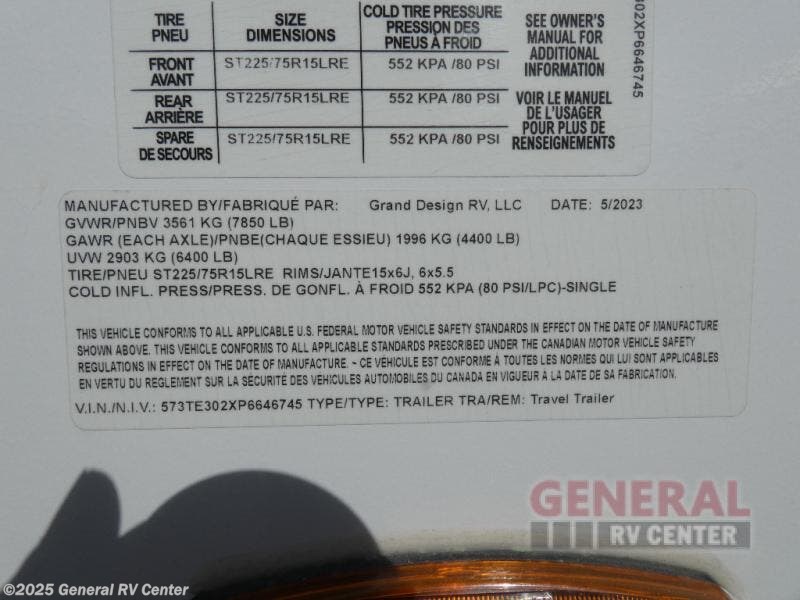 TIRE
PNEU
SIZE
DIMENSIONS
COLD TIRE PRESSURE
PRESSION DES
PNEUS À FROID
SEE OWNER'S
MANUAL FOR
ADDITIONAL
INFORMATION
FRONT
AVANT
ST225/75R15LRE
552 KPA /80 PSI
REAR
ARRIÈRE
ST225/75R15LRE
552 KPA /80 PSI
VOIR LE MANUEL
DE L'USAGER
POUR PLUS DE
RENSEIGNEMENTS
SPARE
DE SECOURS
ST225/75R15LRE
552 KPA /80 PSI
302XP6646745
MANUFACTURED BY/FABRIQUÉ PAR: Grand Design RV, LLC DATE: 5/2023
GVWR/PNBV 3561 KG (7850 LB)
GAWR (EACH AXLE)/PNBE(CHAQUE ESSIEU) 1996 KG (4400 LB)
UVW 2903 KG (6400 LB)
TIRE/PNEU ST225/75R15LRE RIMS/JANTE15x6J, 6x5.5
COLD INFL. PRESS/PRESS. DE GONFL. À FROID 552 KPA (80 PSI/LPC)-SINGLE
THIS VEHICLE CONFORMS TO ALL APPLICABLE U.S. FEDERAL MOTOR VEHICLE SAFETY STANDARDS IN EFFECT ON THE DATE OF MANUFACTURE
SHOWN ABOVE. THIS VEHICLE CONFORMS TO ALL APPLICABLE STANDARDS PRESCRIBED UNDER THE CANADIAN MOTOR VEHICLE SAFETY
REGULATIONS IN EFFECT ON THE DATE OF MANUFACTURE. - CE VÉHICULE EST CONFORME À TOUTES LES NORMES QUI LUI SONT APPLICABLES
EN VERTU DU REGLEMENT SUR LA SÉCURITÉ DES VÉHICULES AUTOMOBILES DU CANADA EN VIGUEUR À LA DATE DE SA FABRICATION.
V.I.N./N.I.V.: 573TE302XP6646745 TYPE/TYPE: TRAILER TRA/REM: Travel Trailer
GENERAL
RV CENTER
©2025 General RV Center